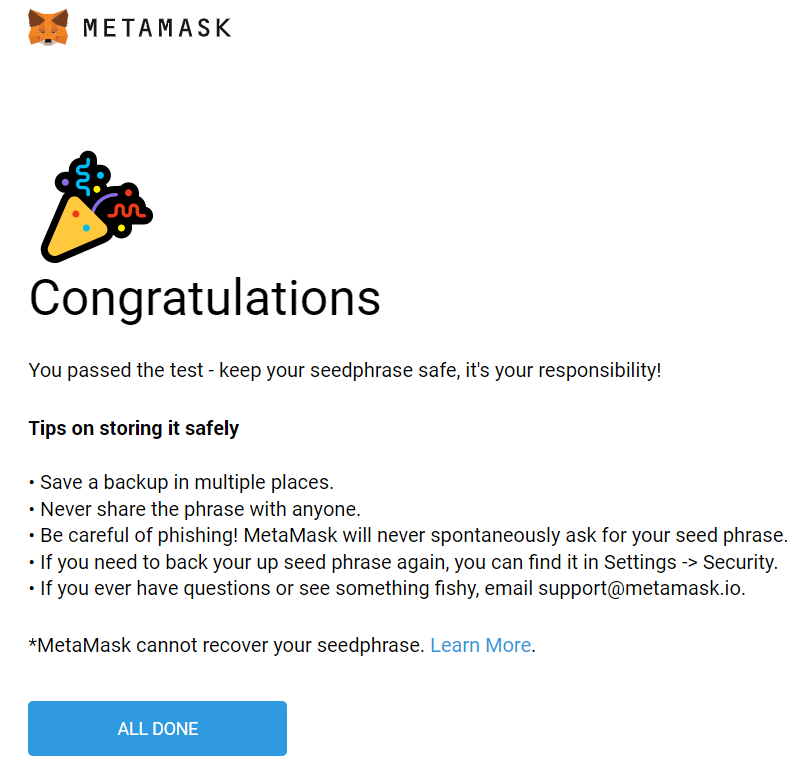 METAMASK
Congratulations
You passed the test - keep your seedphrase safe, it's your responsibility!
Tips on storing it safely
• Save a backup in multiple places.
• Never share the phrase with anyone.
• Be careful of phishing! MetaMask will never spontaneously ask for your seed phrase.
• If you need to back your up seed phrase again, you can find it in Settings -> Security.
• If you ever have questions or see something fishy, email support@metamask.io.
*MetaMask cannot recover your seedphrase. Learn More.
ALL DONE